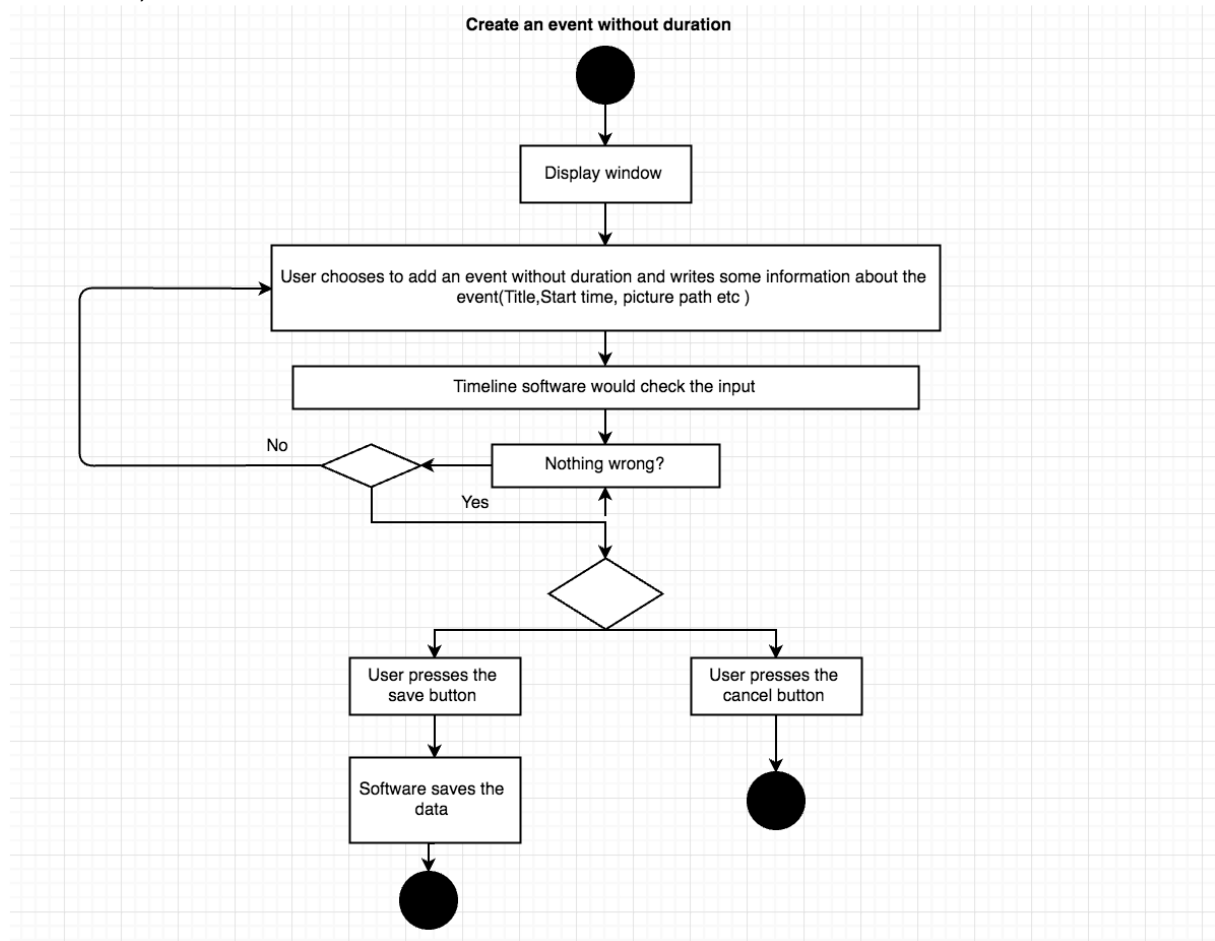 Create an event without duration
Display window
User chooses to add an event without duration and writes some information about the
event(Title,Start time, picture path etc )
Timeline software would check the input
No
Nothing wrong?
Yes
User presses the
save button
User presses the
cancel button
Software saves the
data